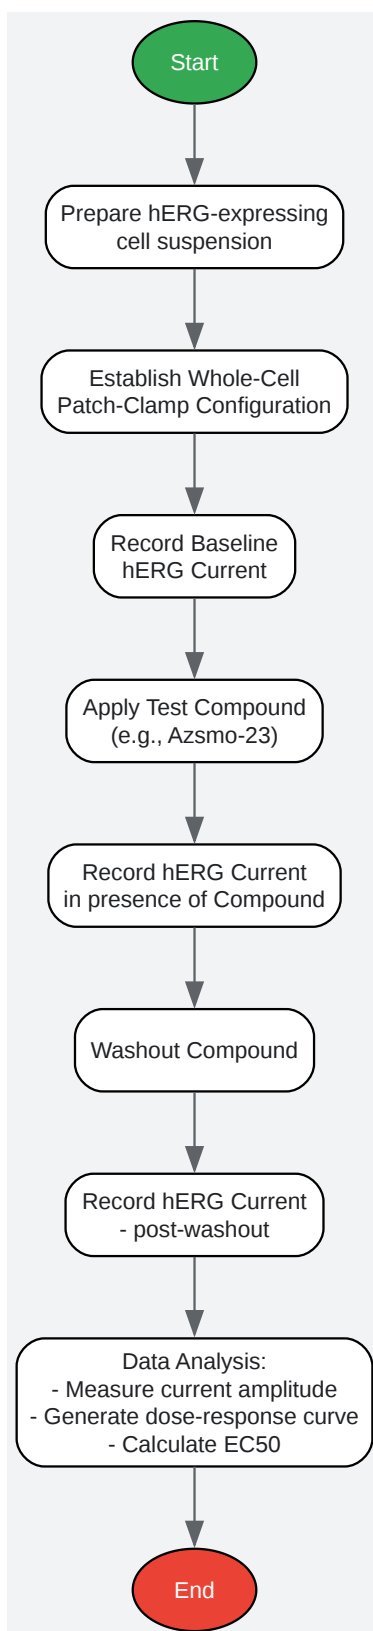 Start
Prepare hERG-expressing
cell suspension
Establish Whole-Cell
Patch-Clamp Configuration
Record Baseline
hERG Current
Apply Test Compound
(e.g., Azsmo-23)
Record hERG Current
in presence of Compound
Washout Compound
Record hERG Current
- post-washout
Data Analysis:
- Measure current amplitude
- Generate dose-response curve
- Calculate EC50
End